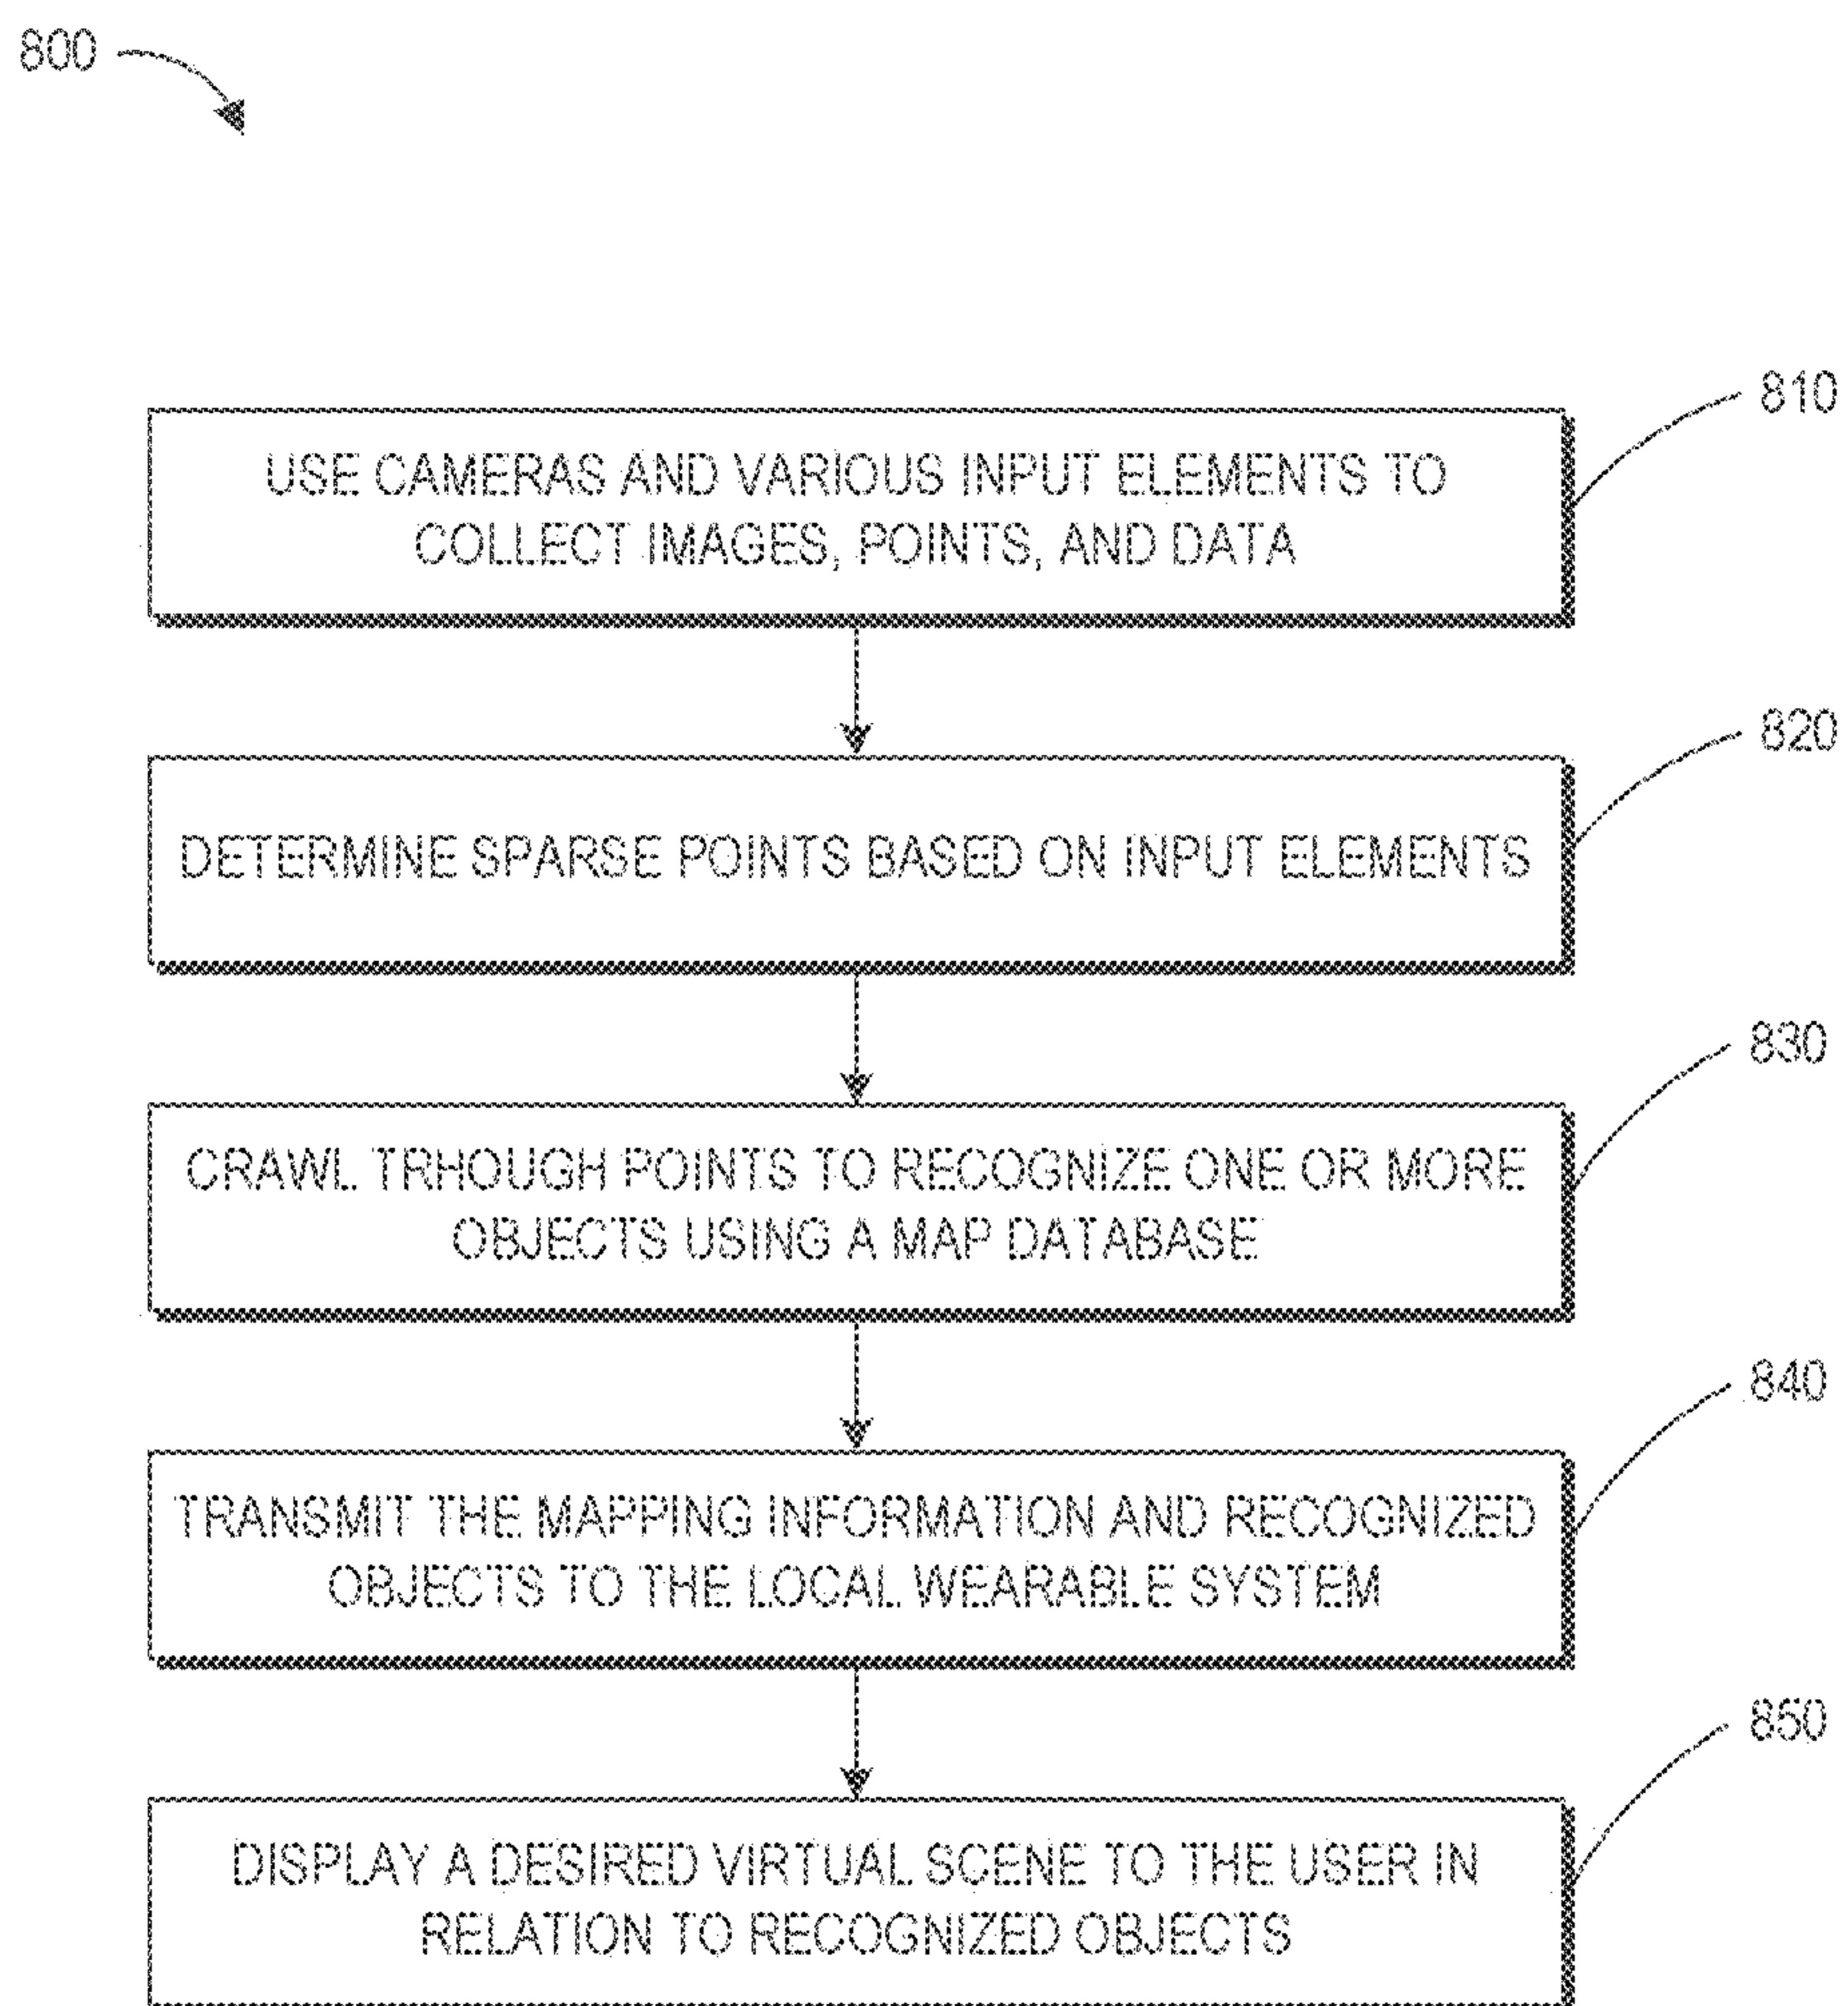 800
810
USE CAMERAS AND VARIOUS INPUT ELEMENTS TO
COLLECT IMAGES, POINTS, AND DATA
820
DETERMINE SPARSE POINTS BASED ON INPUT ELEMENTS
830
CRAWL TRHOUGH POINTS TO RECOGNIZE ONE OR MORE
OBJECTS USING A MAP DATABASE
840
TRANSMIT THE MAPPING INFORMATION AND RECOGNIZED
OBJECTS TO THE LOCAL WEARABLE SYSTEM
850
DISPLAY A DESIRED VIRTUAL SCENE TO THE USER IN
RELATION TO RECOGNIZED OBJECTS